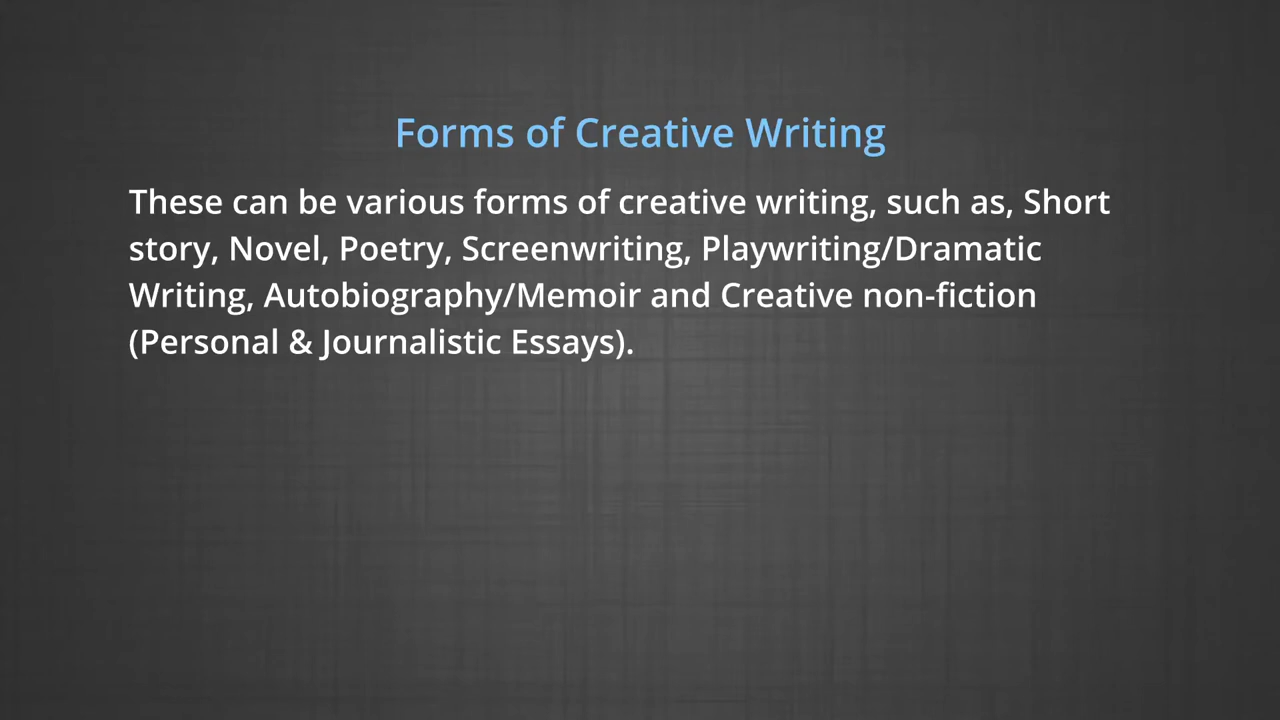 Forms of Creative Writing
These can be various forms of creative writing, such as, Short
story, Novel, Poetry, Screenwriting, Playwriting/Dramatic
Writing, Autobiography/Memoir and Creative non-fiction
(Personal & Journalistic Essays).